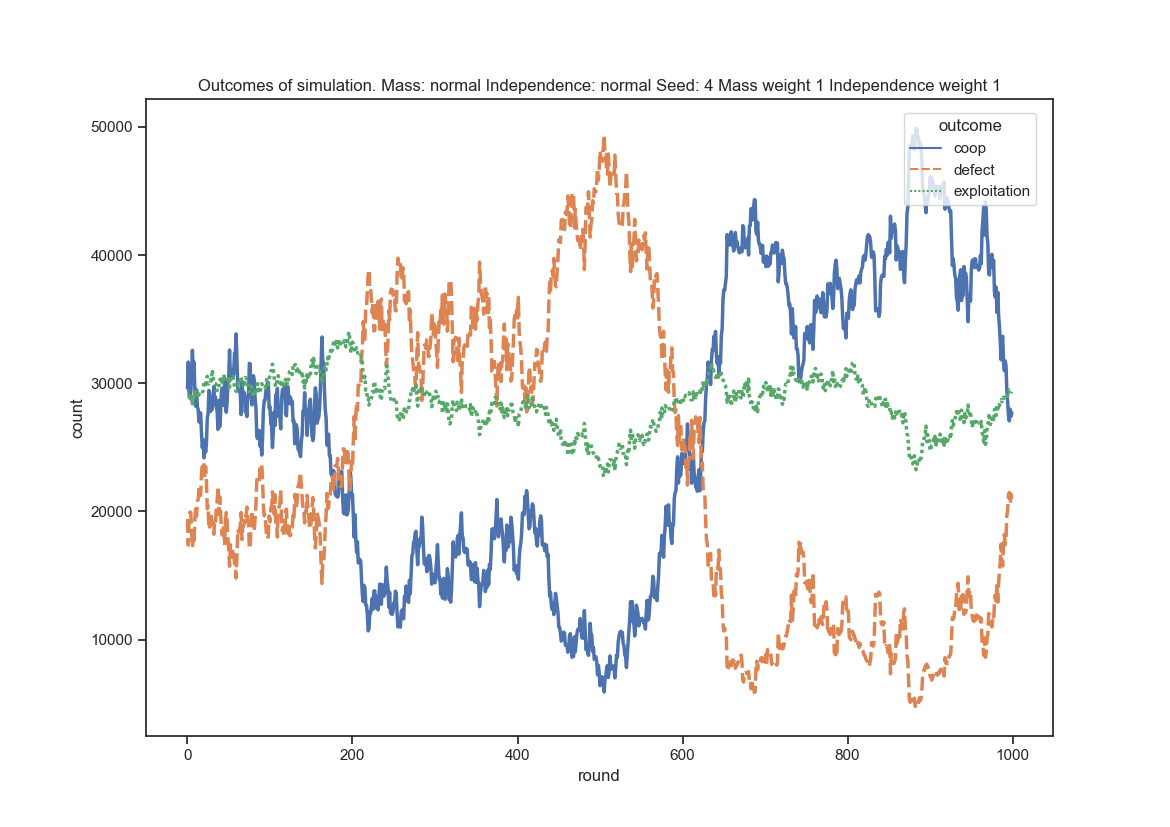 Outcomes of simulation. Mass: normal Independence: normal Seed: 4 Mass weight 1 Independence weight 1
50000
40000
30000
20000
10000
count
outcome
coop
defect
exploitation
0
200
400
600
800
1000
round